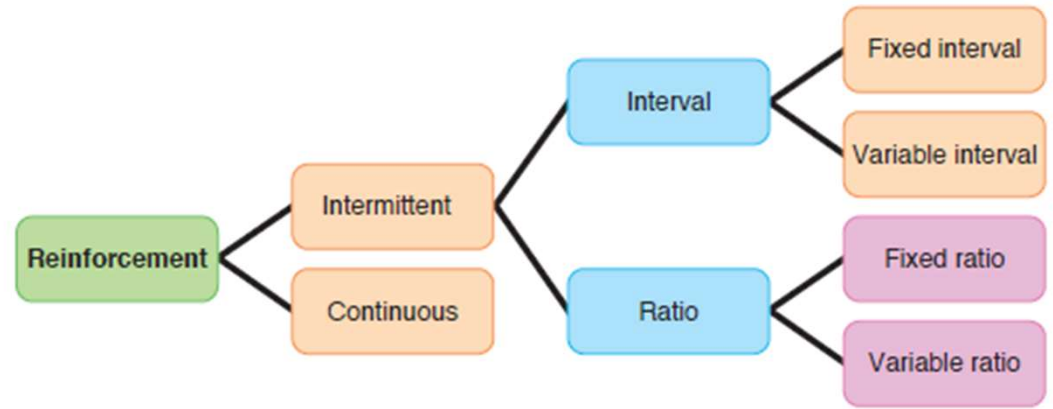 Reinforcement
Intermittent
Continuous
Interval
Ratio
Fixed interval
Variable interval
Fixed ratio
Variable ratio